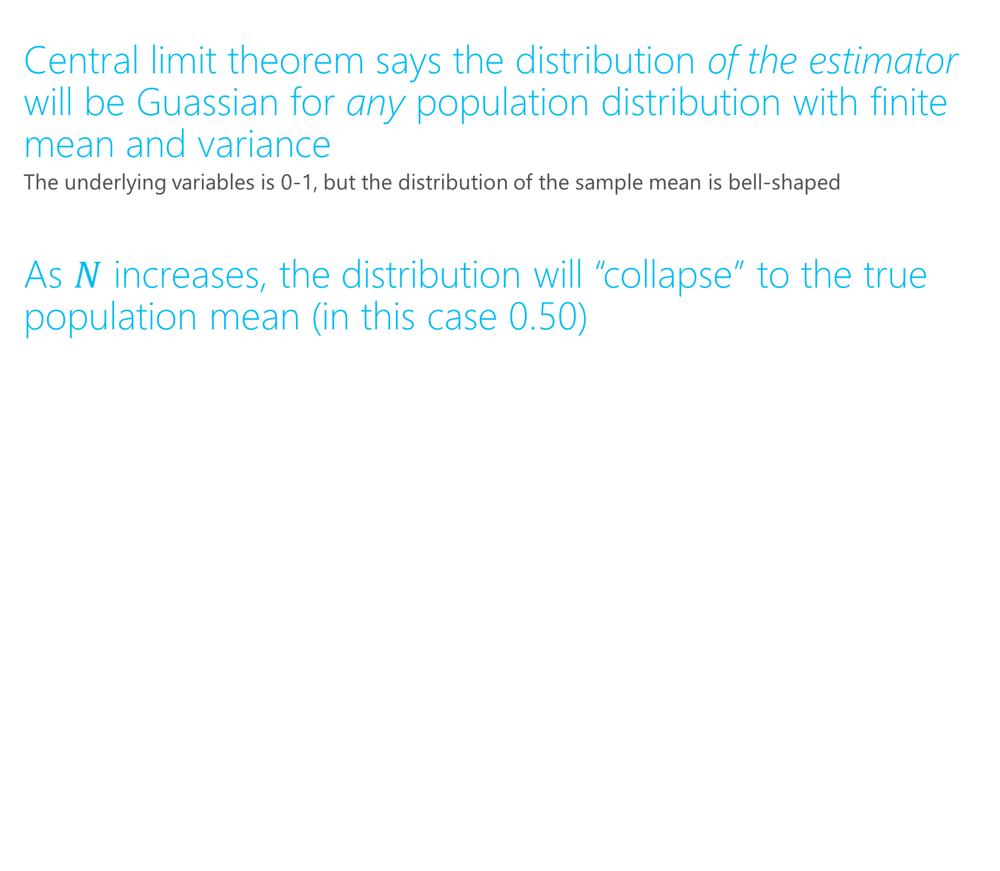 Central limit theorem says the distribution of the estimator
will be Guassian for any population distribution with finite
mean and variance
The underlying variables is 0-1, but the distribution of the sample mean is bell-shaped
As N increases, the distribution will “collapse” to the true
population mean (in this case 0.50)